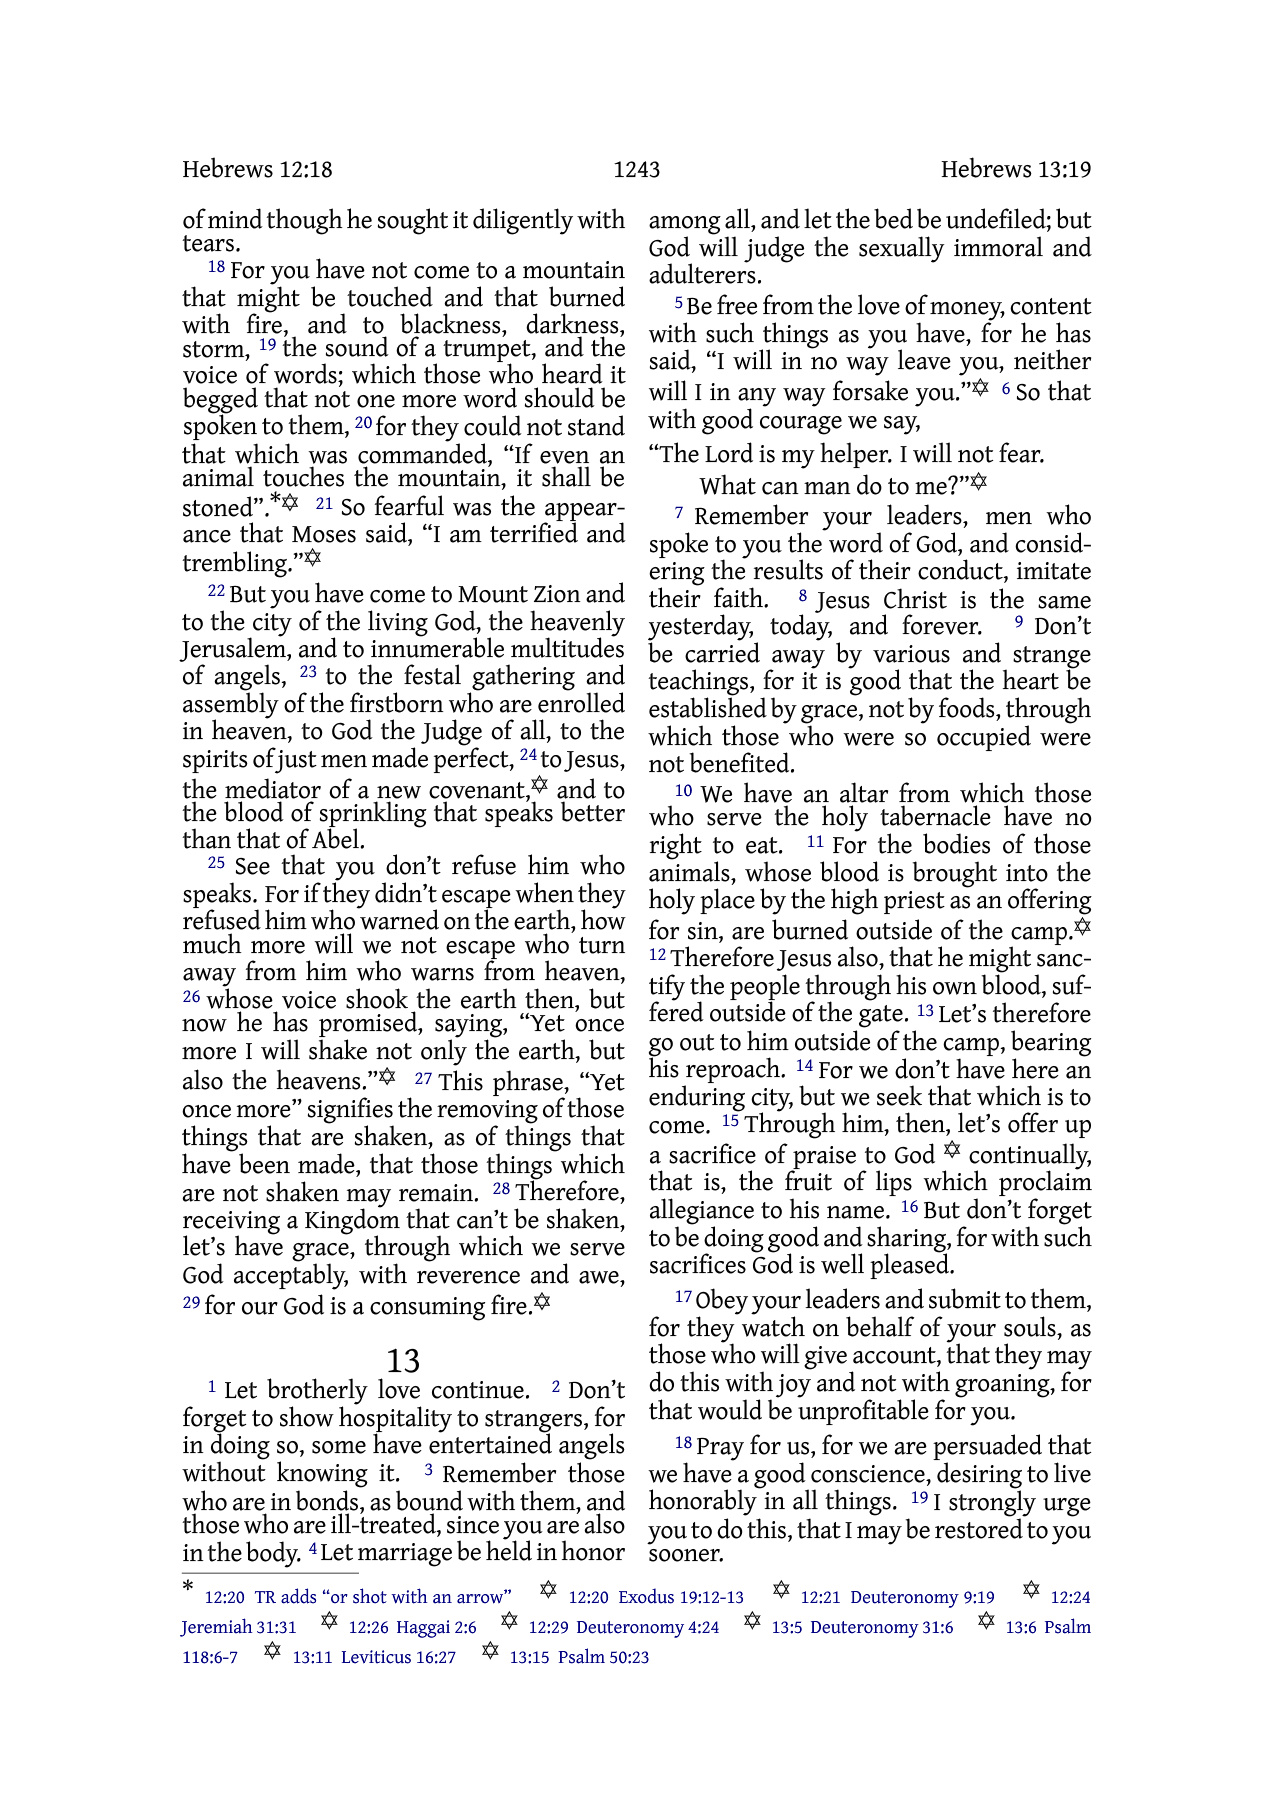 Hebrews 12:18 1243 Hebrews 13:19
of mind though he sought it diligently with
tears.
18 For you have not come to a mountain
that might be touched and that burned
with fire, and to blackness, darkness,
storm, 19 the sound of a trumpet, and the
voice of words; which those who heard it
begged that not one more word should be
spoken to them, 20 for they could not stand
that which was commanded, “If even an
animal touches the mountain, it shall be
stoned”.*✡ 21 So fearful was the appear-
ance that Moses said, “I am terrified and
trembling.”✡
22 But you have come to Mount Zion and
to the city of the living God, the heavenly
Jerusalem, and to innumerable multitudes
of angels, 23 to the festal gathering and
assembly of the firstborn who are enrolled
in heaven, to God the Judge of all, to the
spirits of just men made perfect, 24 to Jesus,
the mediator of a new covenant,✡ and to
the blood of sprinkling that speaks better
than that of Abel.
25 See that you don’t refuse him who
speaks. For if they didn’t escape when they
refused him who warned on the earth, how
much more will we not escape who turn
away from him who warns from heaven,
26 whose voice shook the earth then, but
now he has promised, saying, “Yet once
more I will shake not only the earth, but
also the heavens.”✡ 27 This phrase, “Yet
once more” signifies the removing of those
things that are shaken, as of things that
have been made, that those things which
are not shaken may remain. 28 Therefore,
receiving a Kingdom that can’t be shaken,
let’s have grace, through which we serve
God acceptably, with reverence and awe,
29 for our God is a consuming fire.✡
13
1 Let brotherly love continue. 2 Don’t
forget to show hospitality to strangers, for
in doing so, some have entertained angels
without knowing it. 3 Remember those
who are in bonds, as bound with them, and
those who are ill-treated, since you are also
in the body. 4 Let marriage be held in honor
among all, and let the bed be undefiled; but
God will judge the sexually immoral and
adulterers.
5 Be free from the love of money, content
with such things as you have, for he has
said, “I will in no way leave you, neither
will I in any way forsake you.”✡ 6 So that
with good courage we say,
“The Lord is my helper. I will not fear.
What can man do to me?”✡
7 Remember your leaders, men who
spoke to you the word of God, and consid-
ering the results of their conduct, imitate
their faith. 8 Jesus Christ is the same
yesterday, today, and forever. 9 Don’t
be carried away by various and strange
teachings, for it is good that the heart be
established by grace, not by foods, through
which those who were so occupied were
not benefited.
10 We have an altar from which those
who serve the holy tabernacle have no
right to eat. 11 For the bodies of those
animals, whose blood is brought into the
holy place by the high priest as an offering
for sin, are burned outside of the camp.✡
12 Therefore Jesus also, that he might sanc-
tify the people through his own blood, suf-
fered outside of the gate. 13 Let’s therefore
go out to him outside of the camp, bearing
his reproach. 14 For we don’t have here an
enduring city, but we seek that which is to
come. 15 Through him, then, let’s offer up
a sacrifice of praise to God ✡ continually,
that is, the fruit of lips which proclaim
allegiance to his name. 16 But don’t forget
to be doing good and sharing, for with such
sacrifices God is well pleased.
17 Obey your leaders and submit to them,
for they watch on behalf of your souls, as
those who will give account, that they may
do this with joy and not with groaning, for
that would be unprofitable for you.
18 Pray for us, for we are persuaded that
we have a good conscience, desiring to live
honorably in all things. 19 I strongly urge
you to do this, that I may be restored to you
sooner.
* 12:20 TR adds “or shot with an arrow” ✡ 12:20 Exodus 19:12-13 ✡ 12:21 Deuteronomy 9:19 ✡ 12:24
Jeremiah 31:31 ✡ 12:26 Haggai 2:6 ✡ 12:29 Deuteronomy 4:24 ✡ 13:5 Deuteronomy 31:6 ✡ 13:6 Psalm
118:6-7 ✡ 13:11 Leviticus 16:27 ✡ 13:15 Psalm 50:23